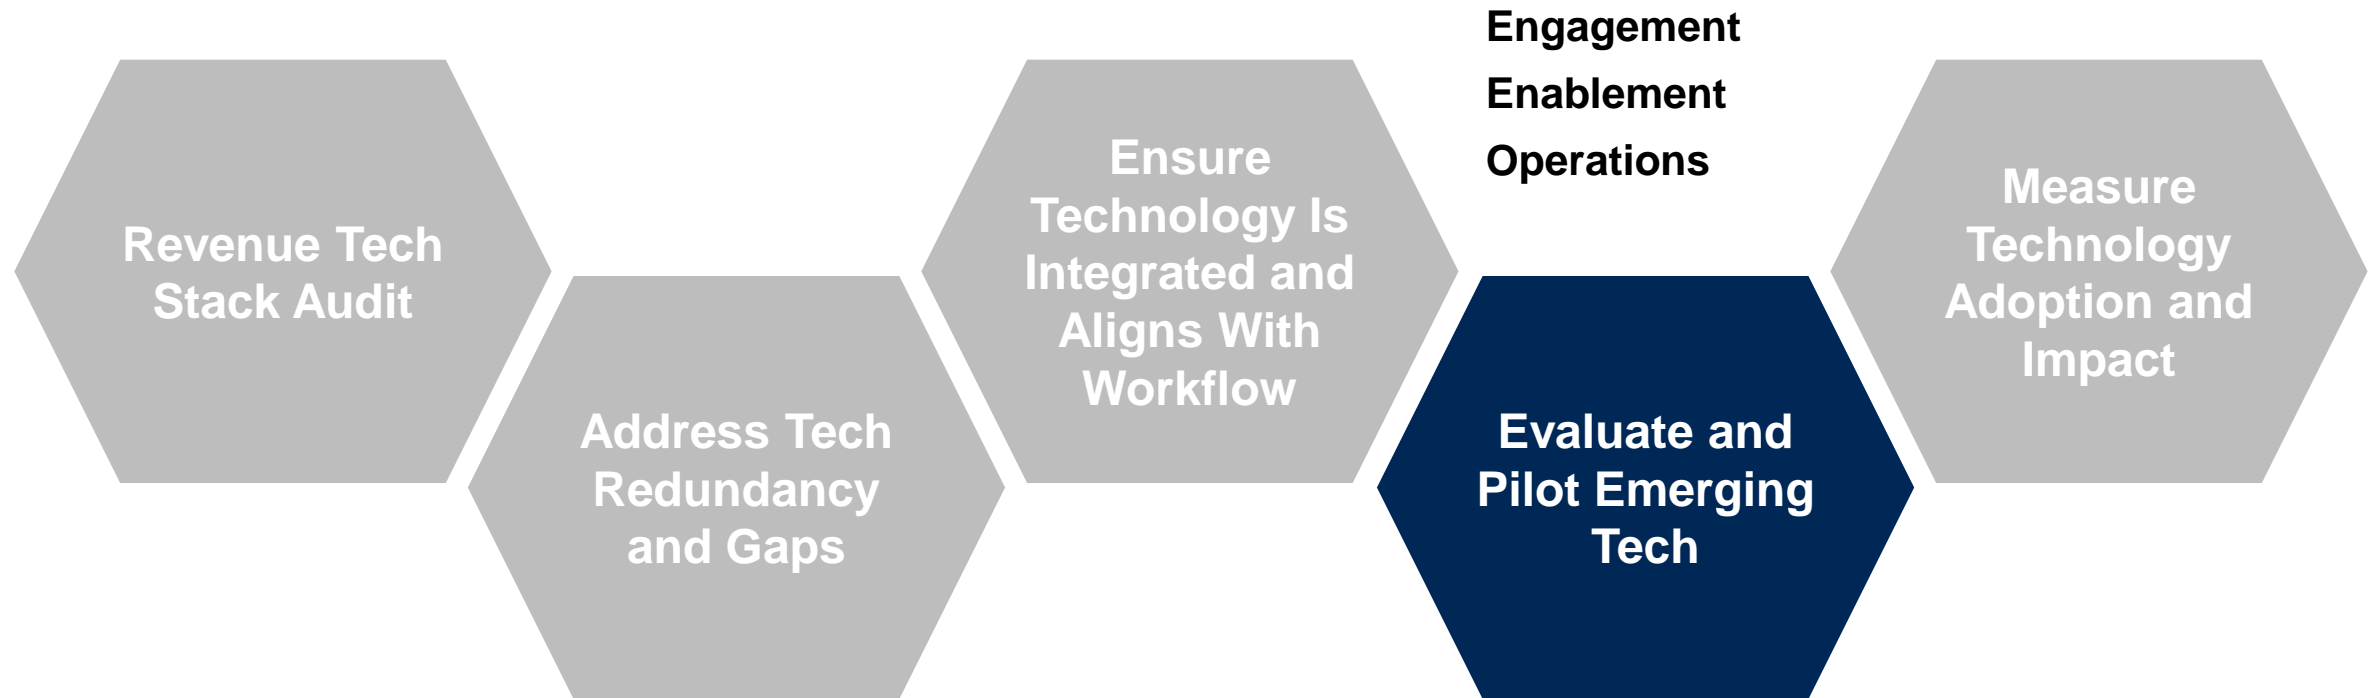 Revenue Tech
Stack Audit
Address Tech
Redundancy
and Gaps
Ensure
Technology Is
Integrated and
Aligns With
Workflow
Engagement
Enablement
Operations
Evaluate and
Pilot Emerging
Tech
Measure
Technology
Adoption and
Impact